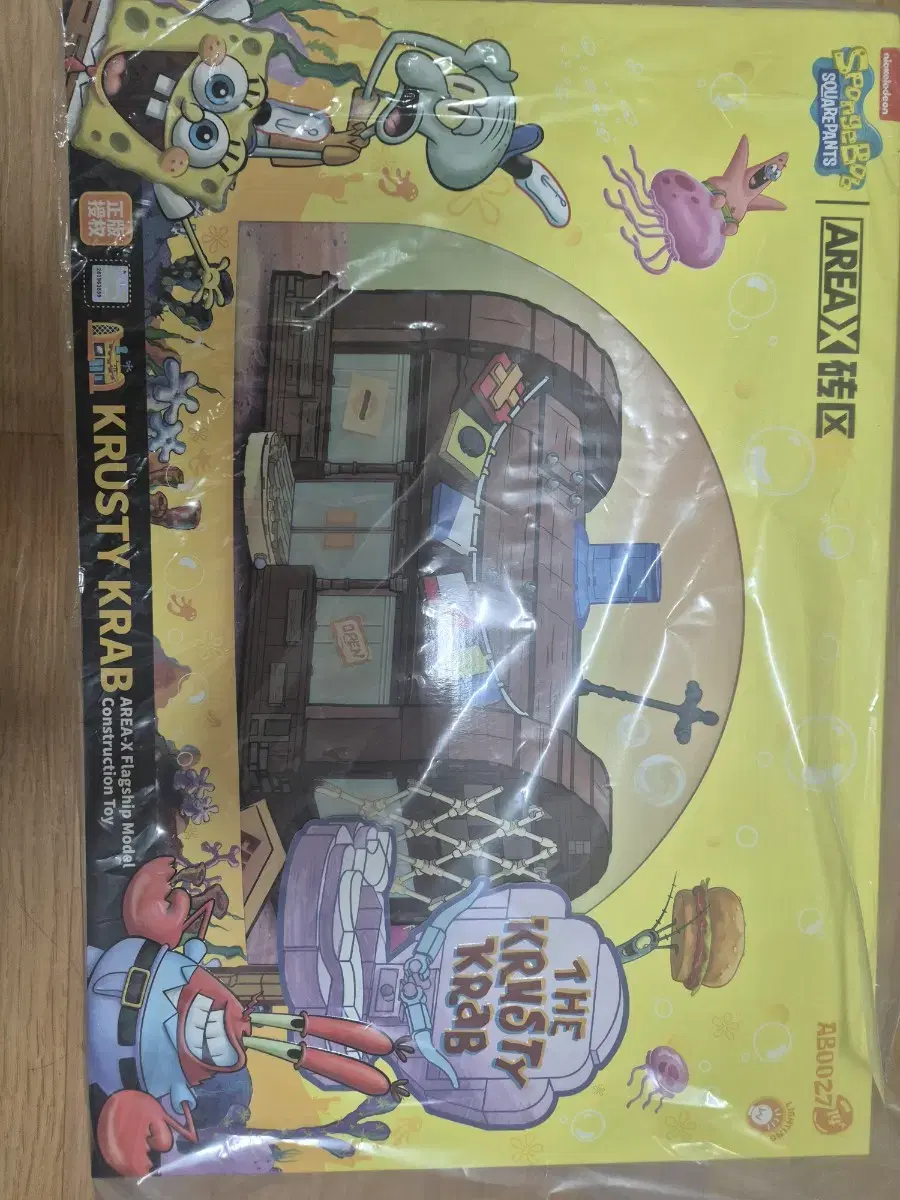 nickelodeon
SPONGEBOB
SQUAREPANTS
AREA X 砖区
AB0027
OPEN
THE
KRUSTY
KRAB
正版
授权
KRUSTY KRAB
AREA-X Flagship Model
Construction Toy